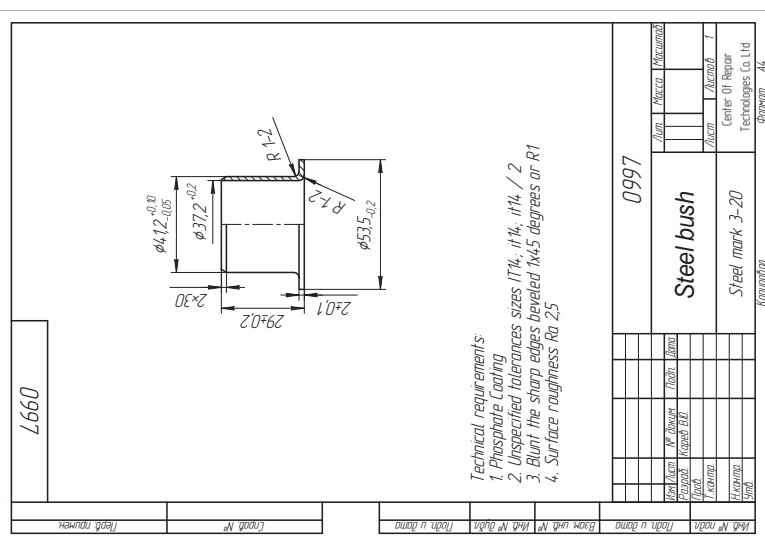 0997
Перв. примен.
Справ. №
Подп. и дата
Инв. № дубл.
Взам. инв. №
Подп. и дата
Инв. № подл.
⌀41,2 +0,10 -0,05
⌀37,2 +0,2
2×30
29±0,2
2±0,1
R 1-2
R 1-2
⌀53,5 -0,2
Technical requirements:
1. Phosphate Coating
2. Unspecified tolerances sizes IT14; it14; it14 / 2
3. Blunt the sharp edges beveled 1x45 degrees or R1
4. Surface roughness Ra 2,5
0997
Изм. Лист № докум. Подп. Дата
Разраб. Карев В.Ю.
Пров.
Т.контр.
Н.контр.
Утв.
Steel bush
Steel mark 3-20
Лит. Масса Масштаб
Лист Листов 1
Center Of Repair
Technologies Co. Ltd
Копировал Формат А4